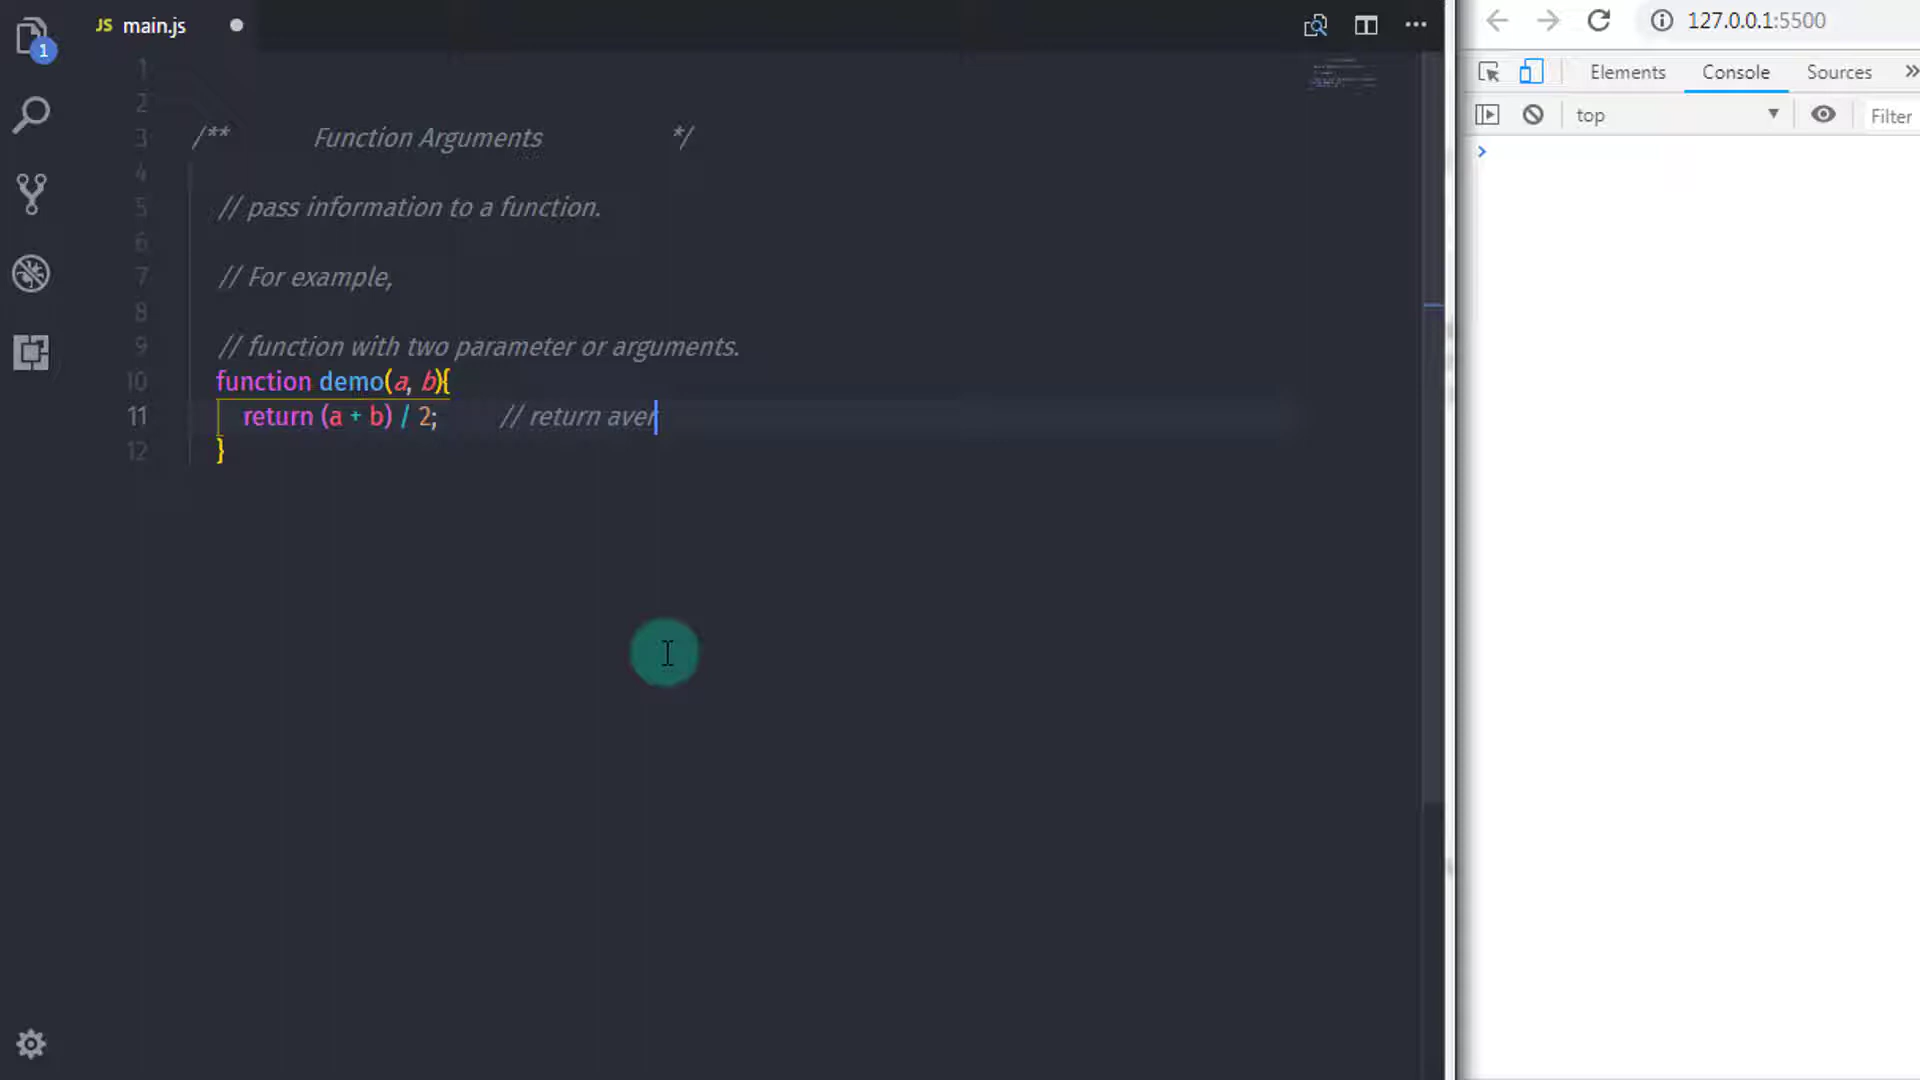 JS main.js
127.0.0.1:5500
Elements Console Sources »
top
Filter
1
1
2
3 /** Function Arguments */
4
5 // pass information to a function.
6
7 // For example,
8
9 // function with two parameter or arguments.
10 function demo(a, b){
11 return (a + b) / 2; // return aver
12 }